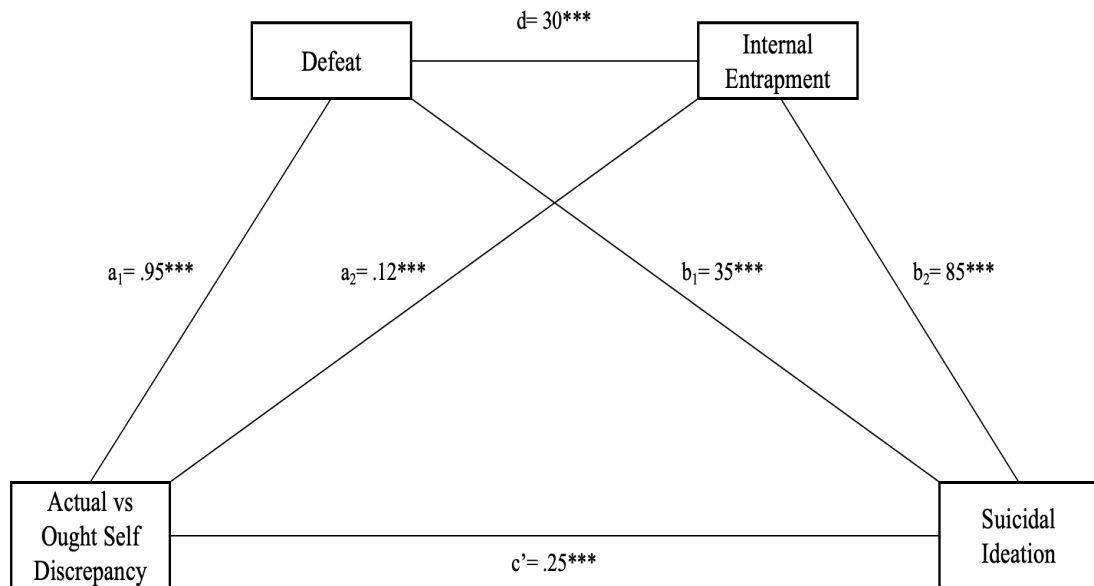 d= 30***
Defeat
Internal
Entrapment
a₁= .95***
a₂= .12***
b₁= 35***
b₂= 85***
Actual vs
Ought Self
Discrepancy
c’= .25***
Suicidal
Ideation